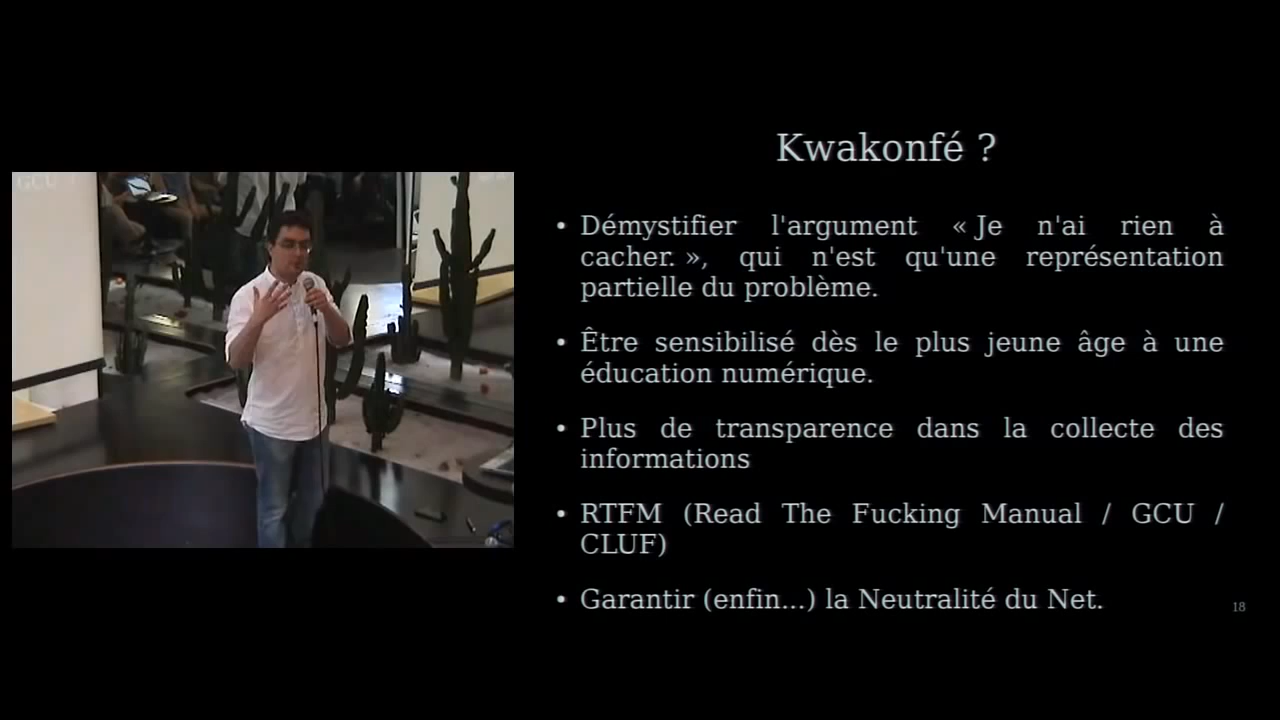 GCU
Kwakonfé ?
• Démystifier l'argument « Je n'ai rien à
cacher. », qui n'est qu'une représentation
partielle du problème.
• Être sensibilisé dès le plus jeune âge à une
éducation numérique.
• Plus de transparence dans la collecte des
informations
• RTFM (Read The Fucking Manual / GCU /
CLUF)
• Garantir (enfin...) la Neutralité du Net.
18